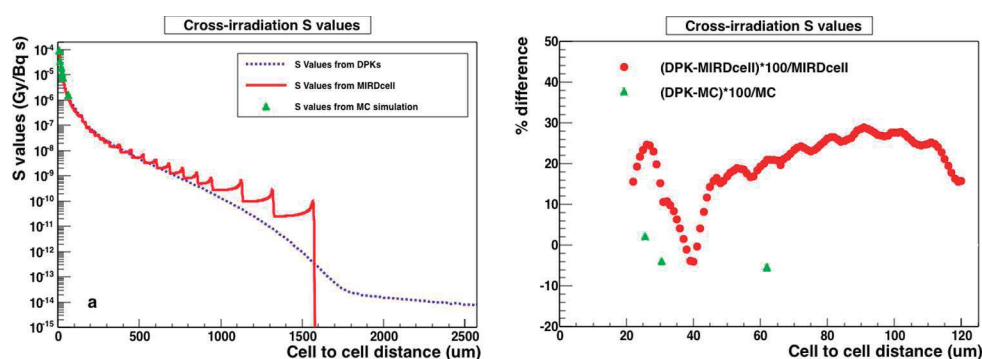 Cross-irradiation S values
S values (Gy/Bq s)
10⁻⁴
10⁻⁵
10⁻⁶
10⁻⁷
10⁻⁸
10⁻⁹
10⁻¹⁰
10⁻¹¹
10⁻¹²
10⁻¹³
10⁻¹⁴
10⁻¹⁵
S Values from DPKs
S Values from MIRDcell
S values from MC simulation
a
0 500 1000 1500 2000 2500
Cell to cell distance (um)
Cross-irradiation S values
% difference
50
40
30
20
10
0
-10
-20
(DPK-MIRDcell)*100/MIRDcell
(DPK-MC)*100/MC
0 20 40 60 80 100 120
Cell to cell distance (um)